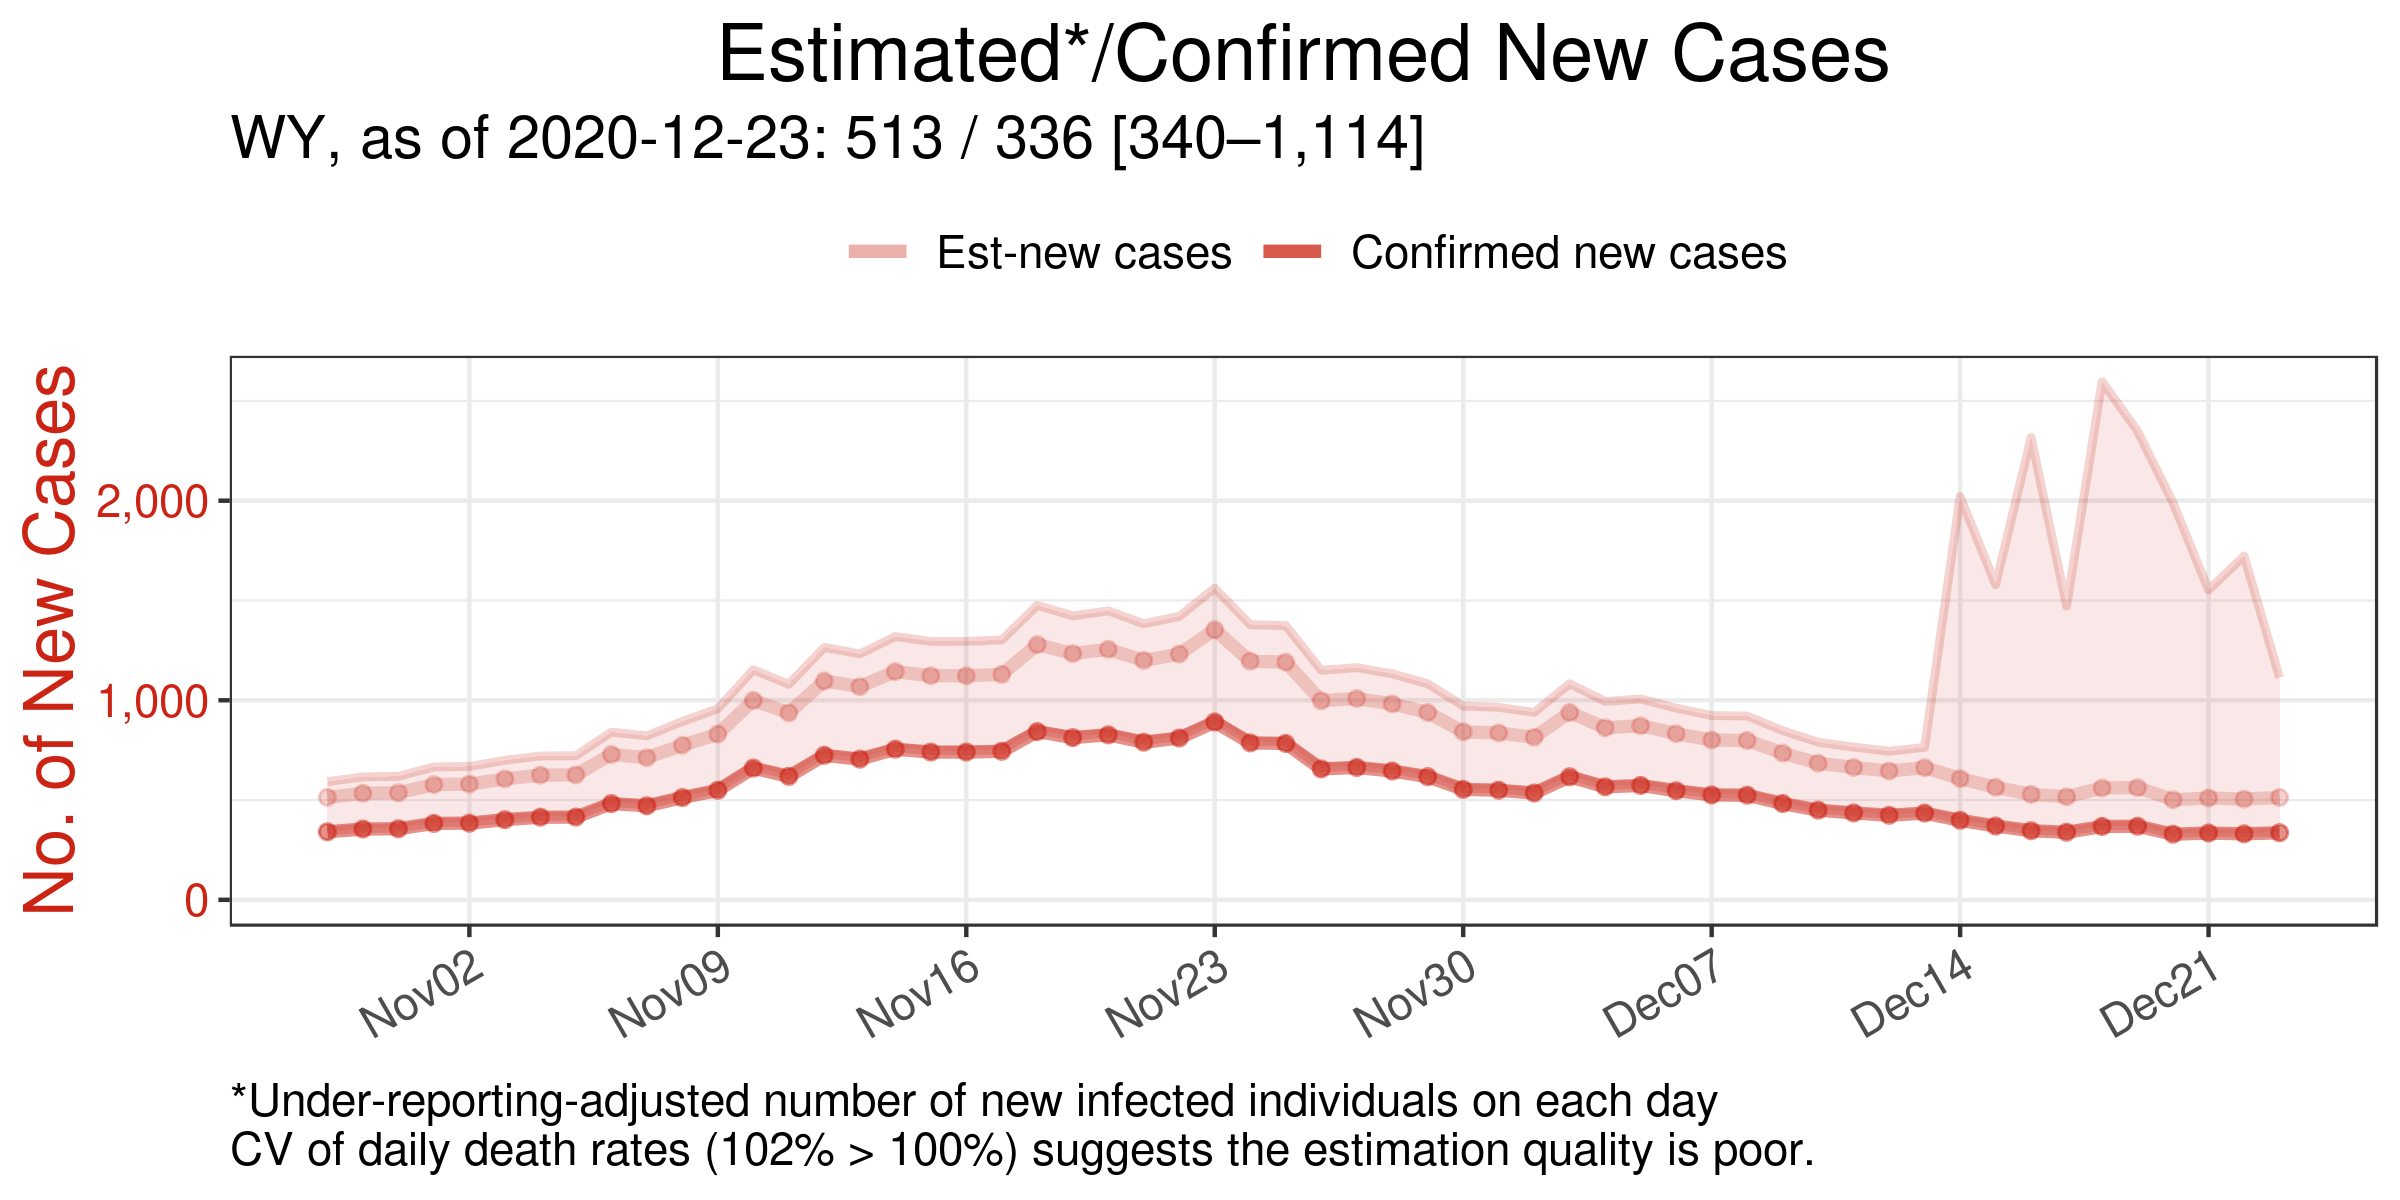 Estimated*/Confirmed New Cases
WY, as of 2020-12-23: 513 / 336 [340–1,114]
Est-new cases
Confirmed new cases
No. of New Cases
2,000
1,000
0
Nov02
Nov09
Nov16
Nov23
Nov30
Dec07
Dec14
Dec21
*Under-reporting-adjusted number of new infected individuals on each day
CV of daily death rates (102% > 100%) suggests the estimation quality is poor.